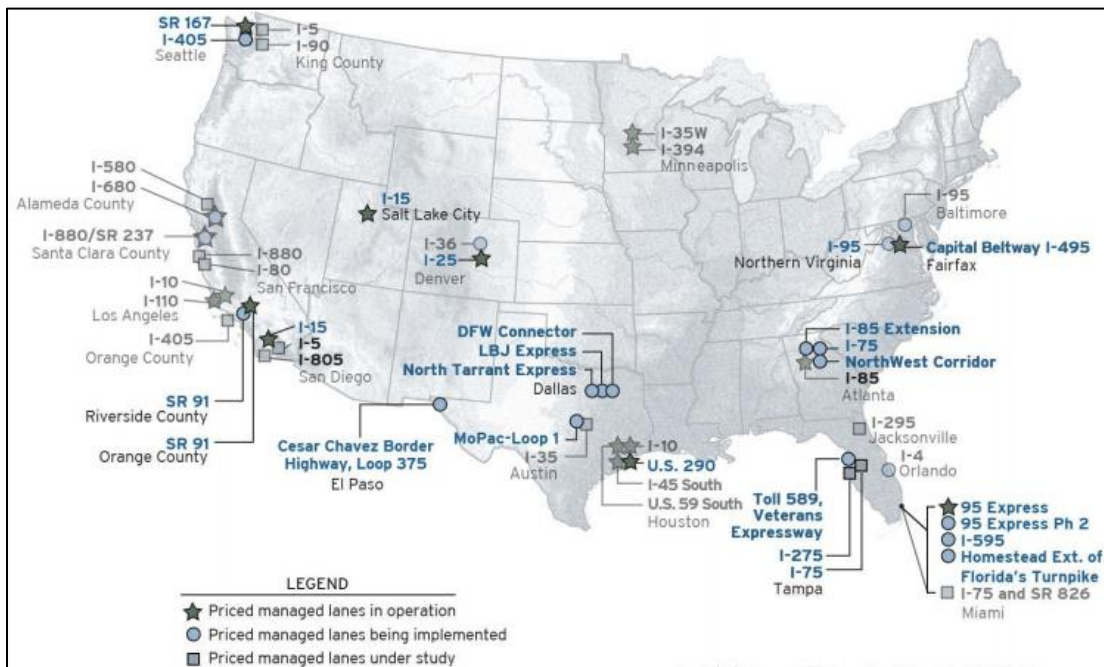 SR 167
I-405
Seattle
I-5
I-90
King County
I-35W
I-394
Minneapolis
I-580
I-680
Alameda County
I-880/SR 237
Santa Clara County
I-880
I-80
San Francisco
I-10
I-110
Los Angeles
I-405
Orange County
I-15
Salt Lake City
I-36
I-25
Denver
I-95
Baltimore
I-95
Northern Virginia
Capital Beltway I-495
Fairfax
I-15
I-5
I-805
San Diego
SR 91
Riverside County
SR 91
Orange County
DFW Connector
LBJ Express
North Tarrant Express
Dallas
I-85 Extension
I-75
NorthWest Corridor
I-85
Atlanta
Cesar Chavez Border
Highway, Loop 375
El Paso
MoPac-Loop 1
I-35
Austin
I-10
U.S. 290
I-45 South
U.S. 59 South
Houston
I-295
Jacksonville
I-4
Orlando
Toll 589,
Veterans
Expressway
I-275
I-75
Tampa
95 Express
95 Express Ph 2
I-595
Homestead Ext. of
Florida's Turnpike
I-75 and SR 826
Miami
LEGEND
Priced managed lanes in operation
Priced managed lanes being implemented
Priced managed lanes under study